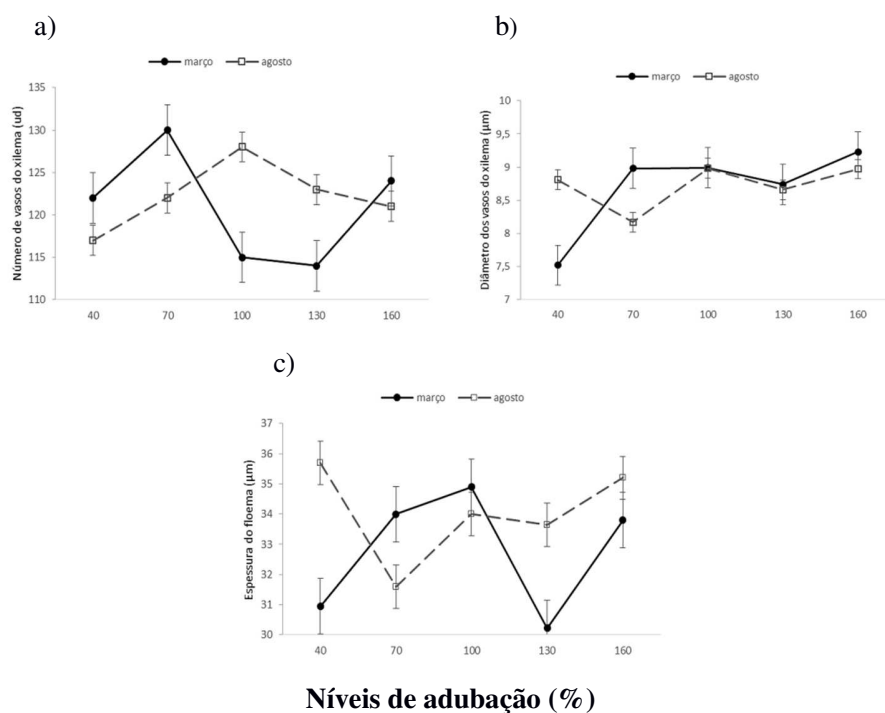 a)
março agosto
Número de vasos do xilema (ud)
135
130
125
120
115
110
40 70 100 130 160
b)
março agosto
Diâmetro dos vasos do xilema (µm)
10
9,5
9
8,5
8
7,5
7
40 70 100 130 160
c)
março agosto
Espessura do floema (µm)
37
36
35
34
33
32
31
30
40 70 100 130 160
Níveis de adubação (%)